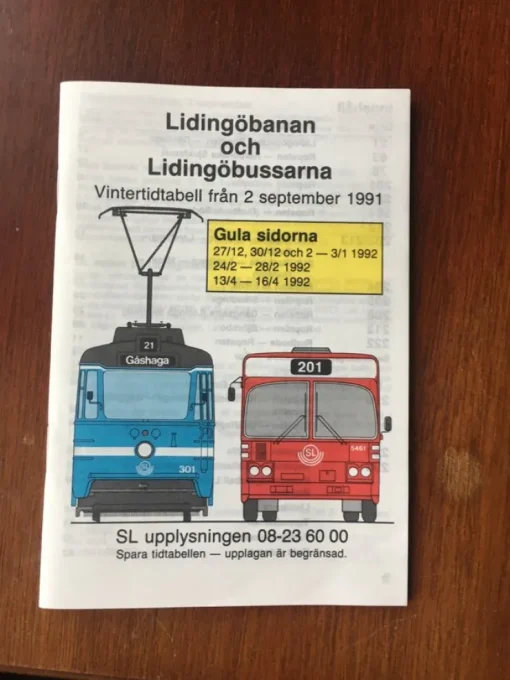 Lidingöbanan
och
Lidingöbussarna
Vintertidtabell från 2 september 1991
Gula sidorna
27/12, 30/12 och 2 — 3/1 1992
24/2 — 28/2 1992
13/4 — 16/4 1992
21
Gåshaga
201
SL
5461
SL
301
SL upplysningen 08-23 60 00
Spara tidtabellen — upplagan är begränsad.